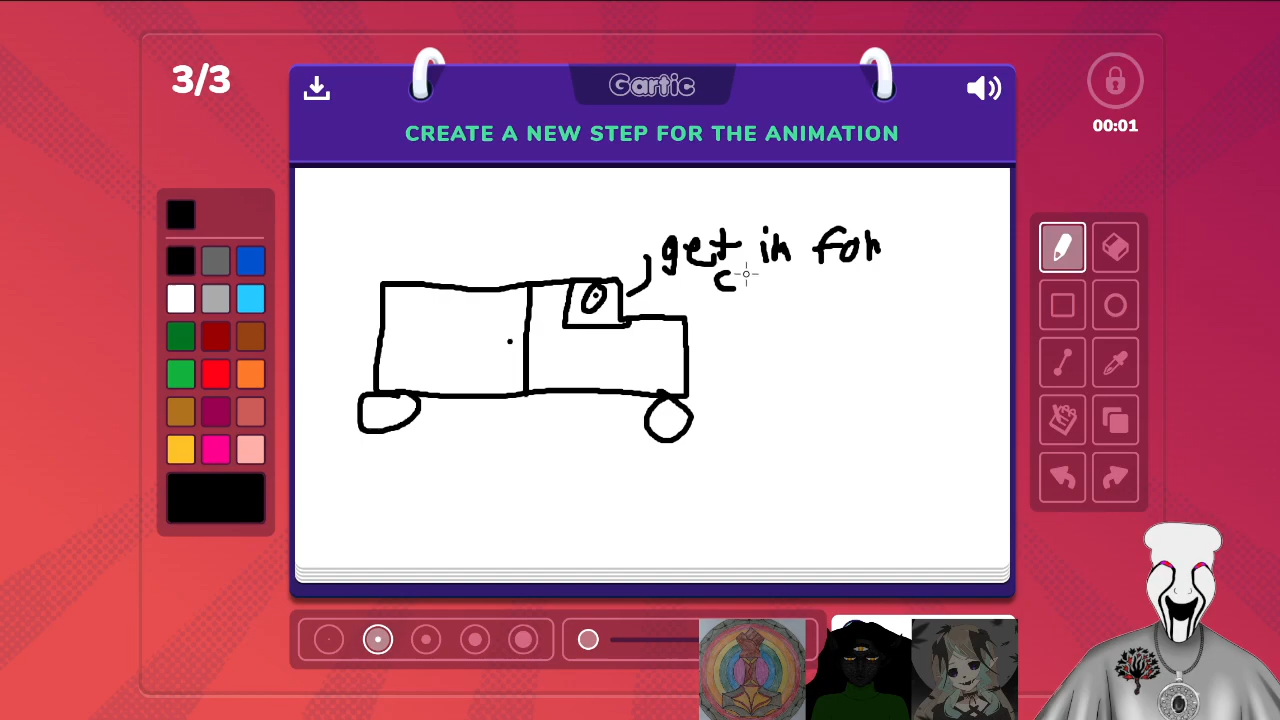 3/3
Gartic
CREATE A NEW STEP FOR THE ANIMATION
00:01
get in for
c